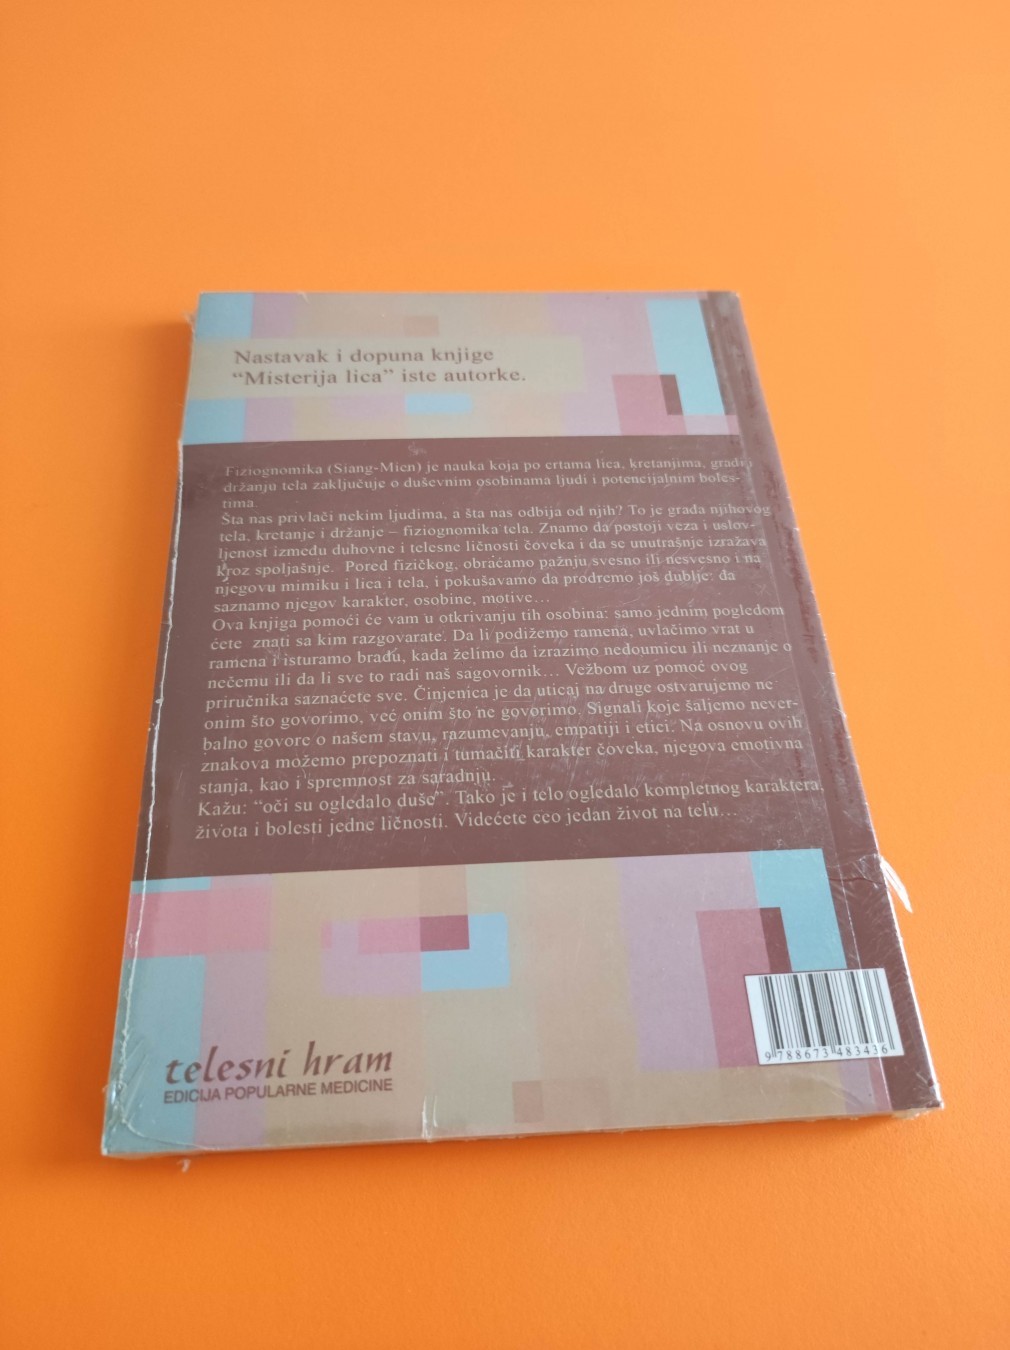 Nastavak i dopuna knjige
“Misterija lica” iste autorke.
Fiziognomika (Siang-Mien) je nauka koja po crtama lica, kretanjima, građi i
držanju tela zaključuje o duševnim osobinama ljudi i potencijalnim boles-
tima.
Šta nas privlači nekim ljudima, a šta nas odbija od njih? To je građa njihovog
tela, kretanje i držanje – fiziognomika tela. Znamo da postoji veza i uslov-
ljenost između duhovne i telesne ličnosti čoveka i da se unutrašnje izražava
kroz spoljašnje. Pored fizičkog, obraćamo pažnju svesno ili nesvesno i na
njegovu mimiku i lica i tela, i pokušavamo da prodremo još dublje: da
saznamo njegov karakter, osobine, motive…
Ova knjiga pomoći će vam u otkrivanju tih osobina: samo jednim pogledom
ćete znati sa kim razgovarate. Da li podižemo ramena, uvlačimo vrat u
ramena i isturamo bradu, kada želimo da izrazimo nedoumicu ili neznanje o
nečemu ili da li sve to radi naš sagovornik… Vežbom uz pomoć ovog
priručnika saznaćete sve. Činjenica je da uticaj na druge ostvarujemo ne
onim što govorimo, već onim što ne govorimo. Signali koje šaljemo never-
balno govore o našem stavu, razumevanju, empatiji i etici. Na osnovu ovih
znakova možemo prepoznati i tumačiti karakter čoveka, njegova emotivna
stanja, kao i spremnost za saradnju.
Kažu: “oči su ogledalo duše”. Tako je i telo ogledalo kompletnog karaktera,
života i bolesti jedne ličnosti. Videćete ceo jedan život na telu…
telesni hram
EDICIJA POPULARNE MEDICINE
9 788673 483436